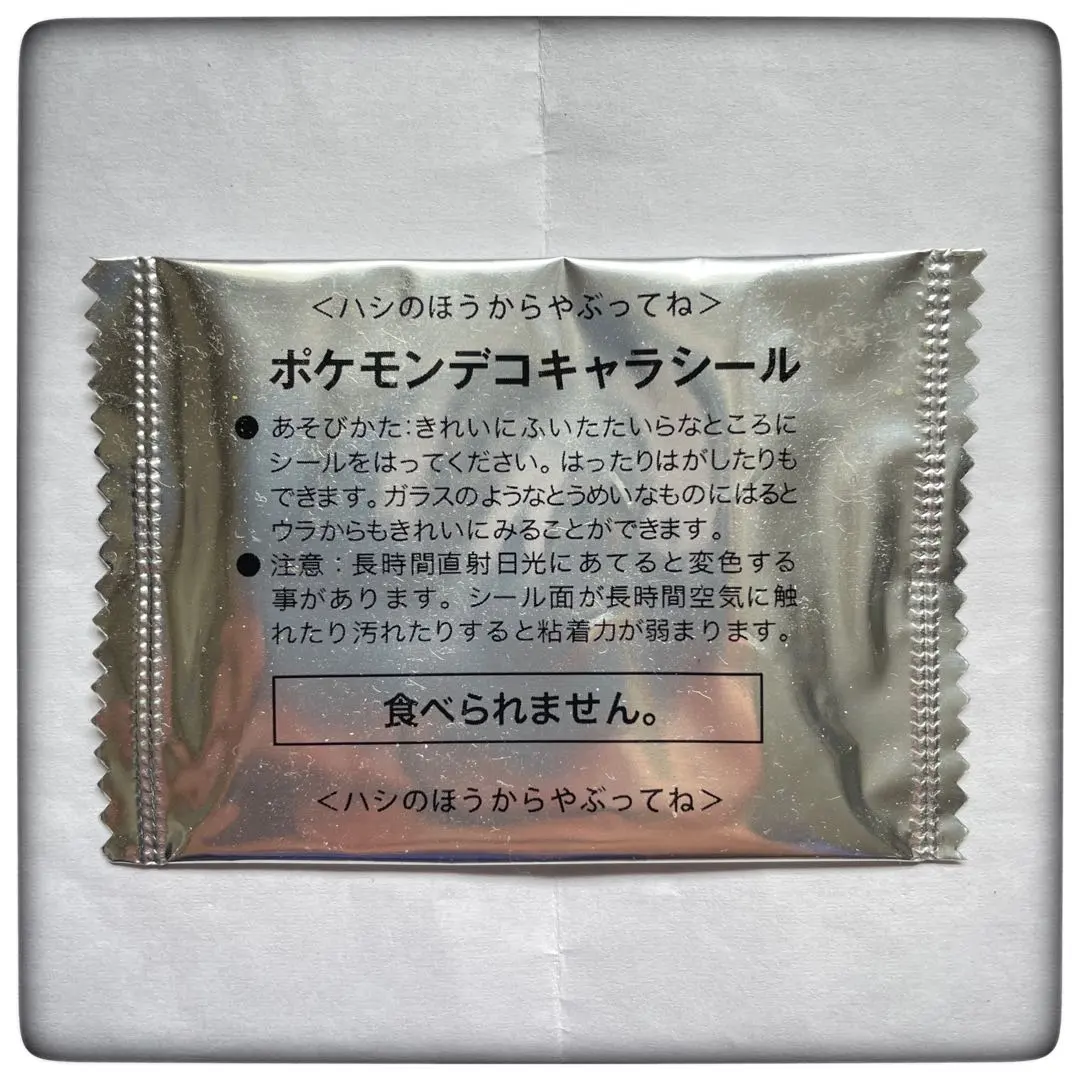 ＜ハシのほうからやぶってね＞
ポケモンデコキャラシール
●あそびかた：きれいにふいたたいらなところに
シールをはってください。はったりはがしたりも
できます。ガラスのようなとうめいなものにはると
ウラからもきれいにみることができます。
●注意：長時間直射日光にあてると変色する
事があります。シール面が長時間空気に触
れたり汚れたりすると粘着力が弱まります。
食べられません。
＜ハシのほうからやぶってね＞